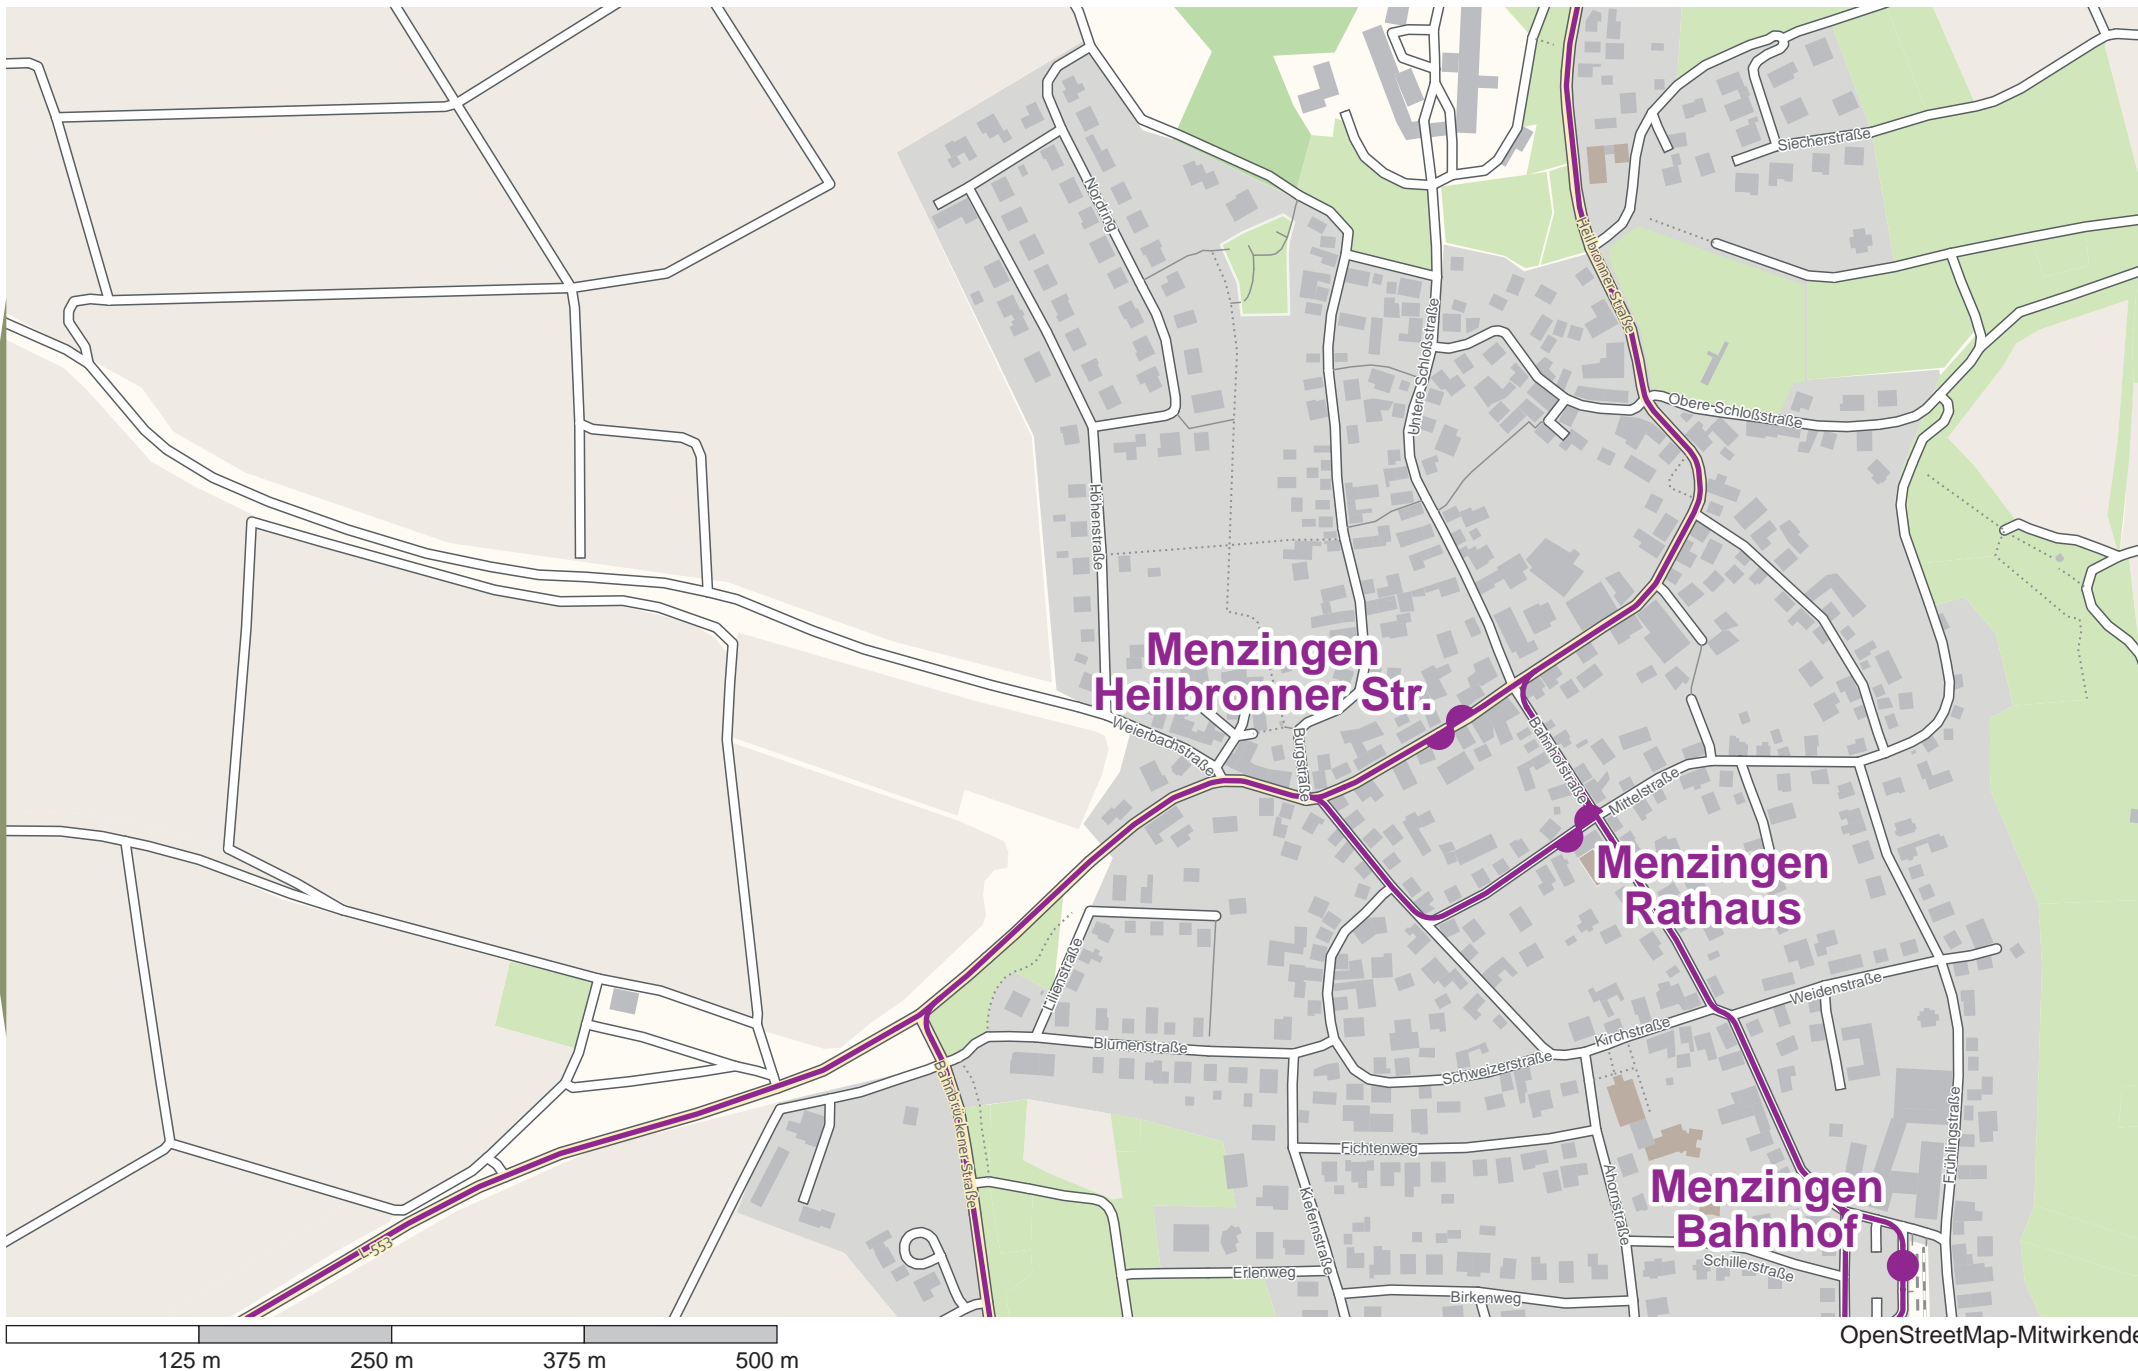 Siecherstraße
Nordring
Heilbronner Straße
Untere Schloßstraße
Obere Schloßstraße
Höhenstraße
Menzingen
Heilbronner Str.
Weierbachstraße
Burgstraße
Bahnhofstraße
Mittelstraße
Menzingen
Rathaus
Lilienstraße
Weidenstraße
Kirchstraße
Blumenstraße
Schweizerstraße
Bahnbrückener Straße
Frühlingstraße
Fichtenweg
Ahornstraße
Kiefernstraße
Menzingen
Bahnhof
L 553
Erlenweg
Schillerstraße
Birkenweg
OpenStreetMap-Mitwirkende
125 m
250 m
375 m
500 m